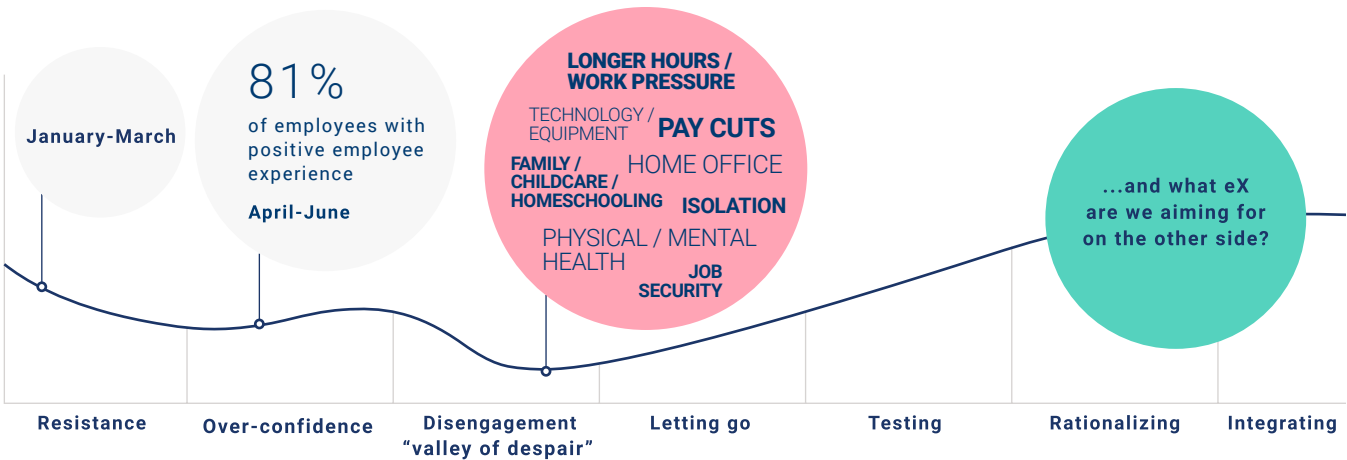 January-March
81%
of employees with
positive employee
experience
April-June
LONGER HOURS /
WORK PRESSURE
TECHNOLOGY /
EQUIPMENT
PAY CUTS
FAMILY /
CHILDCARE /
HOMESCHOOLING
HOME OFFICE
ISOLATION
PHYSICAL / MENTAL
HEALTH
JOB
SECURITY
...and what eX
are we aiming for
on the other side?
Resistance
Over-confidence
Disengagement
“valley of despair”
Letting go
Testing
Rationalizing
Integrating